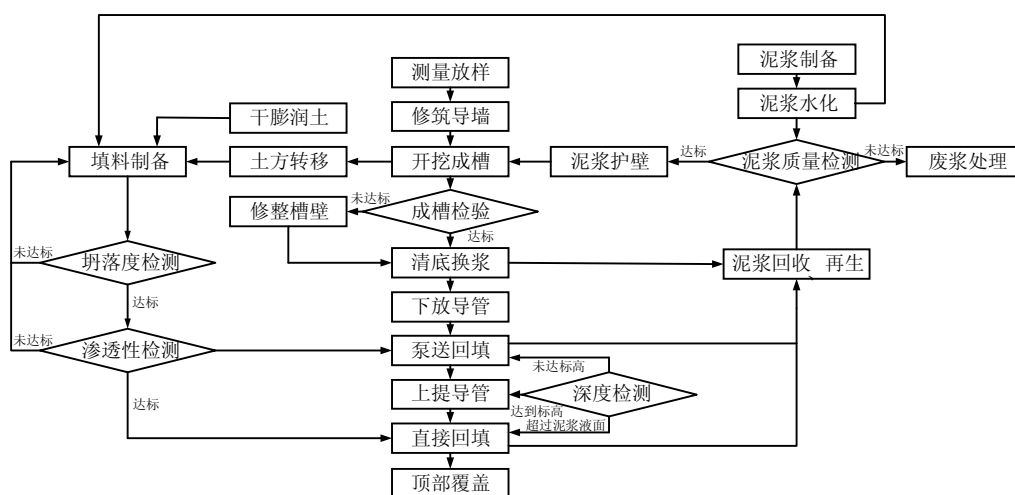 泥浆制备
测量放样
泥浆水化
干膨润土
修筑导墙
填料制备
土方转移
开挖成槽
泥浆护壁
达标
泥浆质量检测
未达标
废浆处理
修整槽壁
未达标
成槽检验
达标
未达标
坍落度检测
清底换浆
泥浆回收、再生
达标
下放导管
未达标
渗透性检测
泵送回填
未达标高
上提导管
深度检测
达标
达到标高
超过泥浆液面
直接回填
顶部覆盖